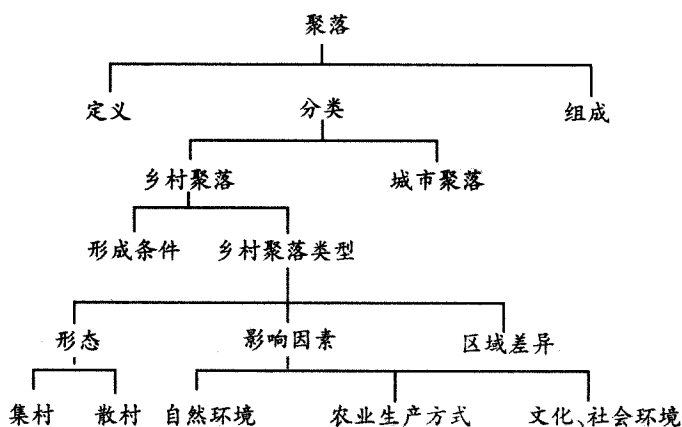 聚落
定义 分类 组成
乡村聚落 城市聚落
形成条件 乡村聚落类型
形态 影响因素 区域差异
集村 散村 自然环境 农业生产方式 文化、社会环境